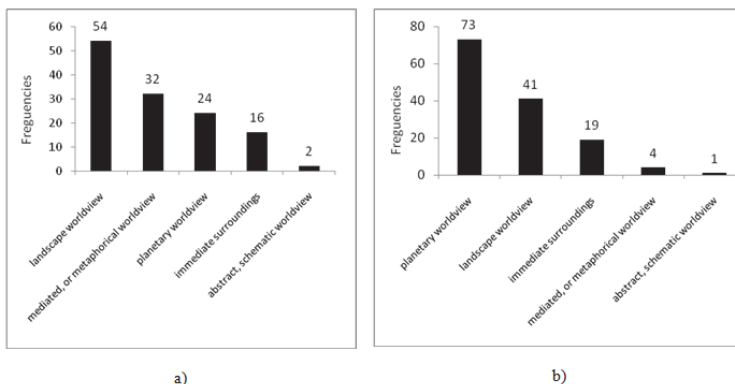 60
50
40
30
20
10
0
Freguencies
54
32
24
16
2
landscape worldview
mediated, or metaphorical worldview
planetary worldview
immediate surroundings
abstract, schematic worldview
a)
80
60
40
20
0
Freguencies
73
41
19
4
1
planetary worldview
landscape worldview
immediate surroundings
mediated, or metaphorical worldview
abstract, schematic worldview
b)